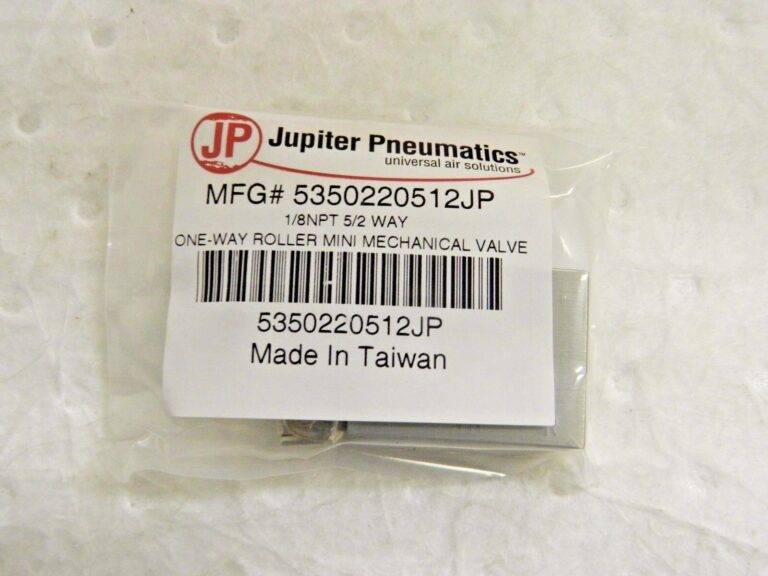 JP Jupiter Pneumatics™
universal air solutions
MFG# 5350220512JP
1/8NPT 5/2 WAY
ONE-WAY ROLLER MINI MECHANICAL VALVE
5350220512JP
Made In Taiwan